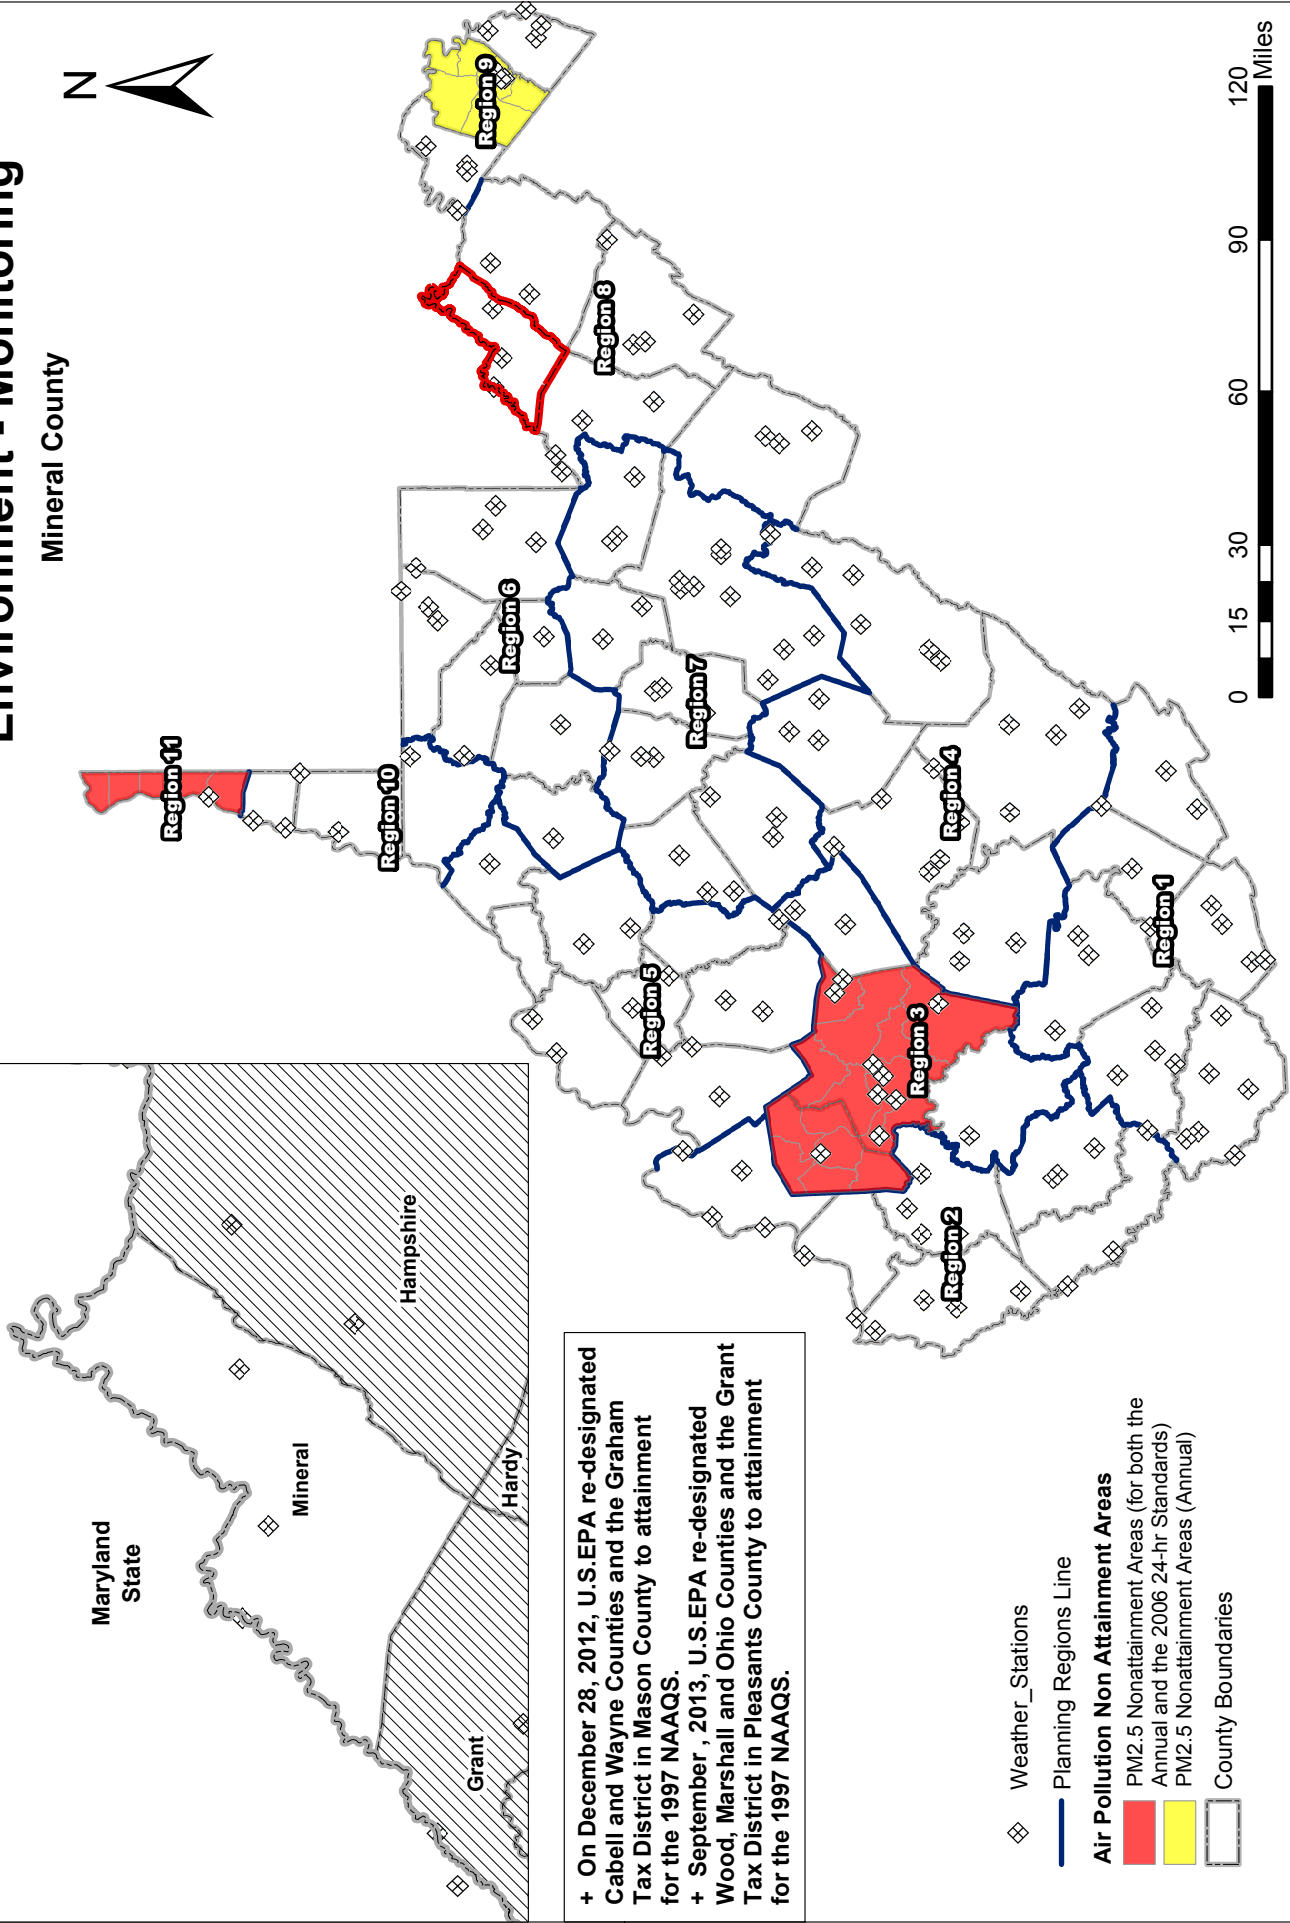 Environment - Monitoring
Mineral County
N
Maryland
State
Mineral
Hampshire
Grant
Hardy
+ On December 28, 2012, U.S.EPA re-designated
Cabell and Wayne Counties and the Graham
Tax District in Mason County to attainment
for the 1997 NAAQS.
+ September , 2013, U.S.EPA re-designated
Wood, Marshall and Ohio Counties and the Grant
Tax District in Pleasants County to attainment
for the 1997 NAAQS.
Region 11
Region 10
Region 9
Region 8
Region 6
Region 7
Region 5
Region 4
Region 3
Region 2
Region 1
Weather_Stations
Planning Regions Line
Air Pollution Non Attainment Areas
PM2.5 Nonattainment Areas (for both the
Annual and the 2006 24-hr Standards)
PM2.5 Nonattainment Areas (Annual)
County Boundaries
0 15 30 60 90 120
Miles